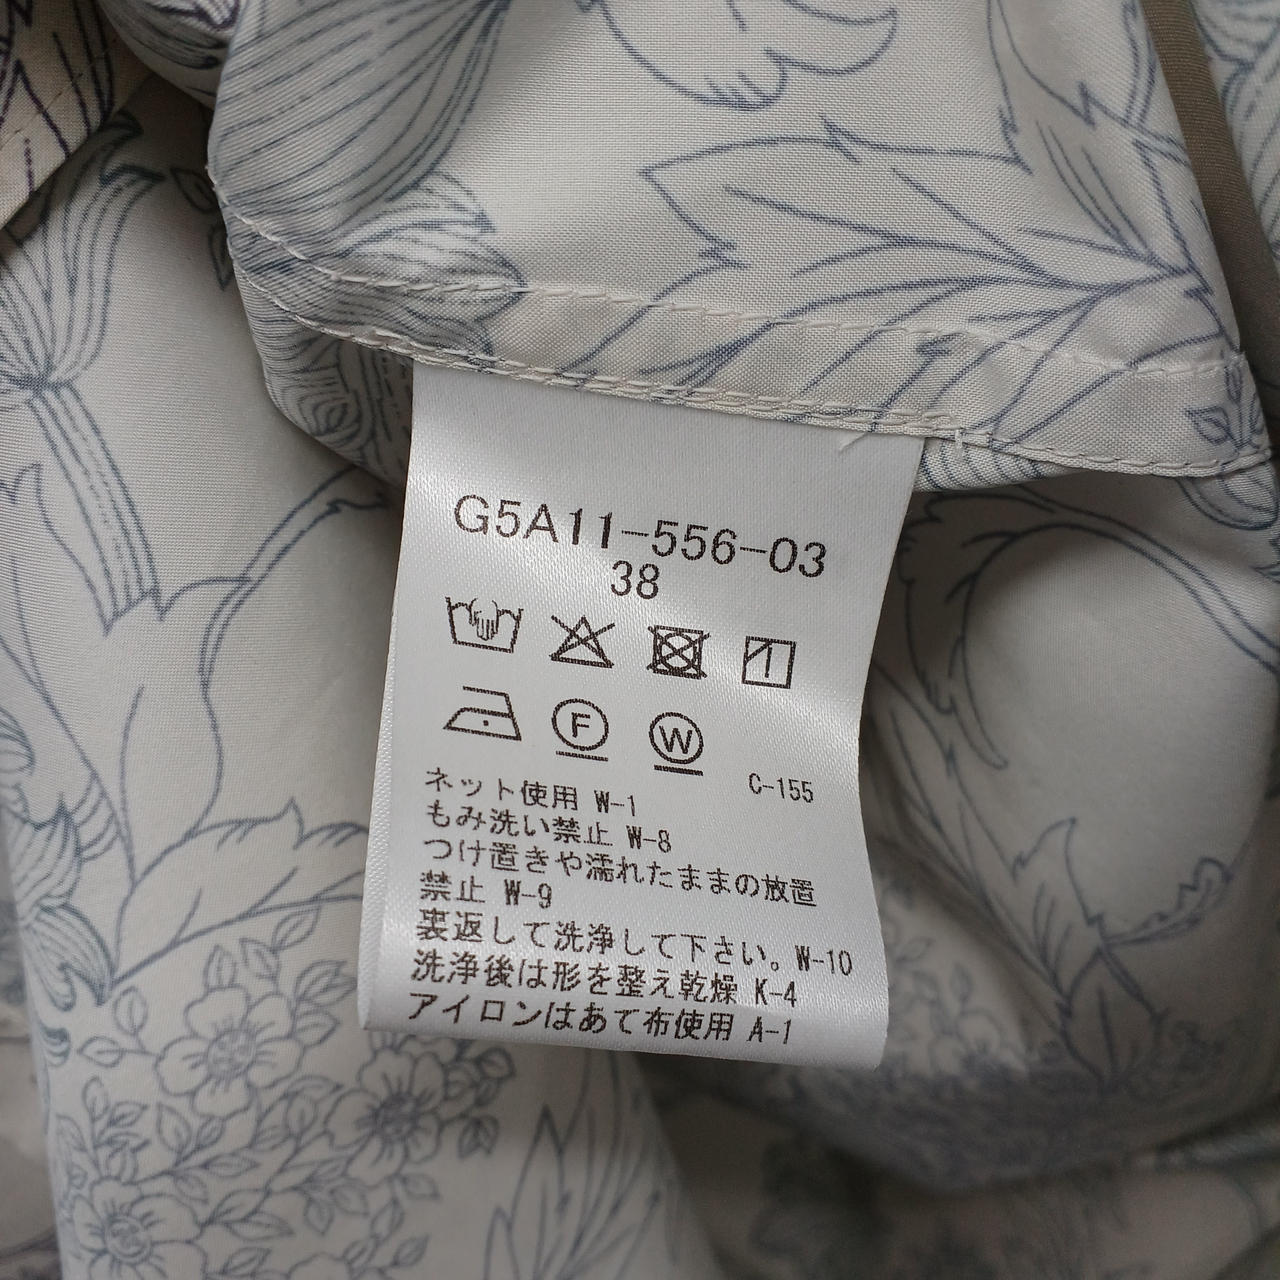 G5A11-556-03
38
F W
C-155
ネット使用 W-1
もみ洗い禁止 W-8
つけ置きや濡れたままの放置
禁止 W-9
裏返して洗浄して下さい。W-10
洗浄後は形を整え乾燥 K-4
アイロンはあて布使用 A-1